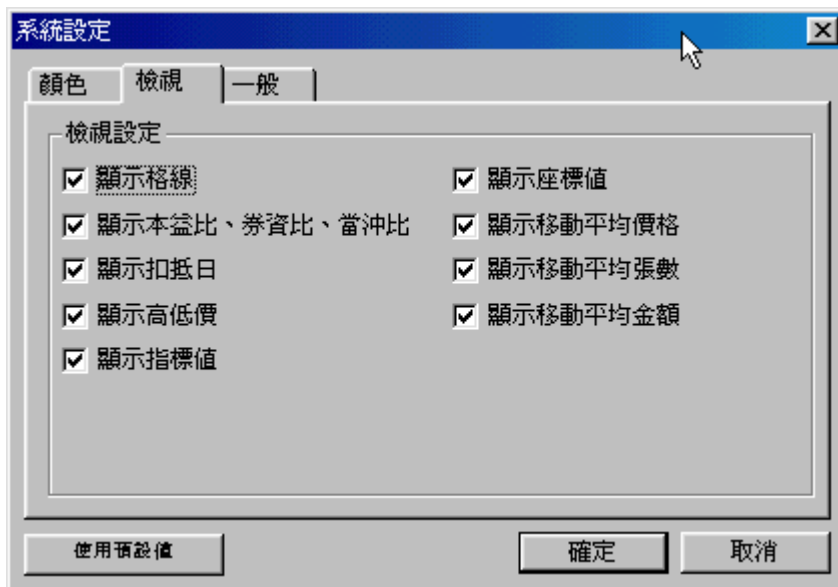 系統設定
顏色 檢視 一般
檢視設定
顯示格線 顯示座標值
顯示本益比、券資比、當沖比 顯示移動平均價格
顯示扣抵日 顯示移動平均張數
顯示高低價 顯示移動平均金額
顯示指標值
使用預設值 確定 取消